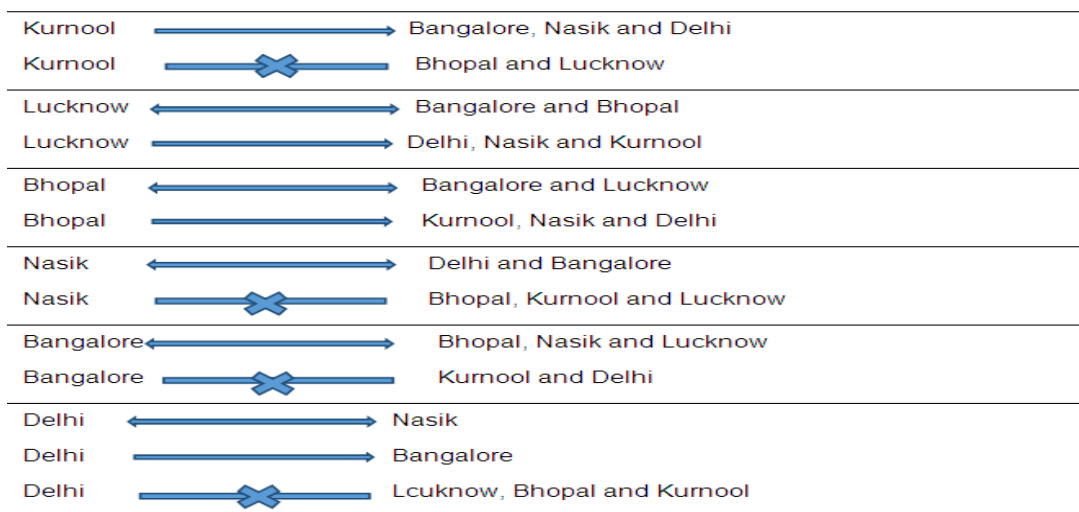 Kurnool Bangalore, Nasik and Delhi
Kurnool Bhopal and Lucknow
Lucknow Bangalore and Bhopal
Lucknow Delhi, Nasik and Kurnool
Bhopal Bangalore and Lucknow
Bhopal Kurnool, Nasik and Delhi
Nasik Delhi and Bangalore
Nasik Bhopal, Kurnool and Lucknow
Bangalore Bhopal, Nasik and Lucknow
Bangalore Kurnool and Delhi
Delhi Nasik
Delhi Bangalore
Delhi Lcuknow, Bhopal and Kurnool